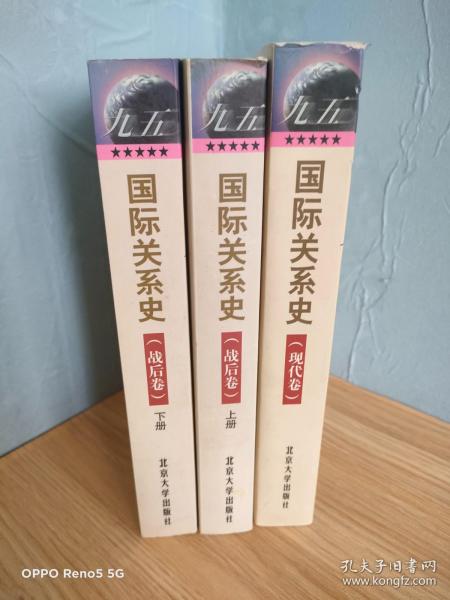 九五
★★★★★
国际关系史
（战后卷）
下册
北京大学出版社
九五
★★★★★
国际关系史
（战后卷）
上册
北京大学出版社
九五
★★★★★
国际关系史
（现代卷）
北京大学出版社
OPPO Reno5 5G
孔夫子旧书网
www.kongfz.com